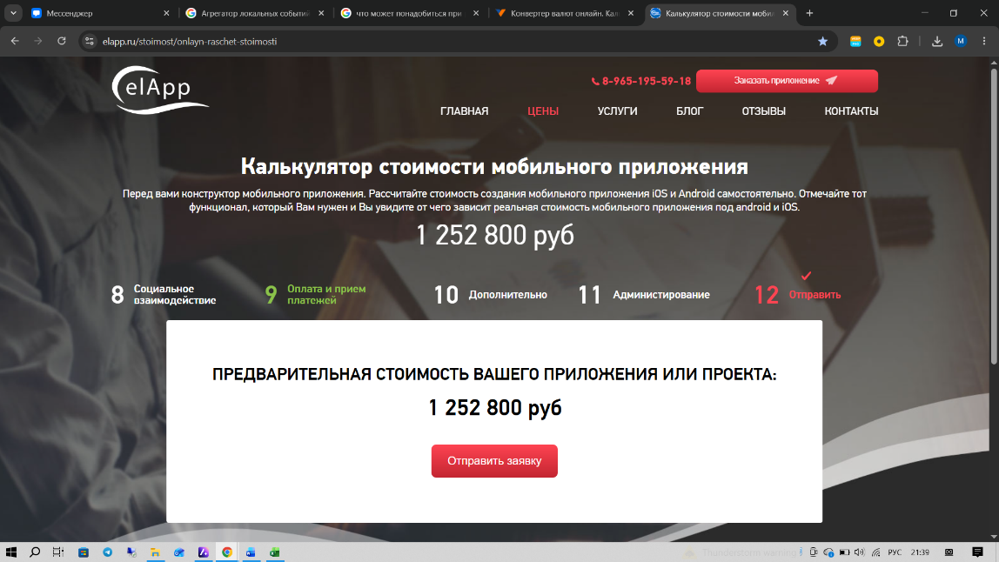 Мессенджер
Агрегатор локальных событий
что может понадобиться при
Конвертер валют онлайн. Кал
Калькулятор стоимости мобил
elapp.ru/stoimost/onlayn-raschet-stoimosti
M
elApp
8-965-195-59-18
Заказать приложение
ГЛАВНАЯ
ЦЕНЫ
УСЛУГИ
БЛОГ
ОТЗЫВЫ
КОНТАКТЫ
Калькулятор стоимости мобильного приложения
Перед вами конструктор мобильного приложения. Рассчитайте стоимость создания мобильного приложения iOS и Android самостоятельно. Отмечайте тот
функционал, который Вам нужен и Вы увидите от чего зависит реальная стоимость мобильного приложения под android и iOS.
1 252 800 руб
8 Социальное
взаимодействие
9 Оплата и прием
платежей
10 Дополнительно
11 Администрирование
12 Отправить
ПРЕДВАРИТЕЛЬНАЯ СТОИМОСТЬ ВАШЕГО ПРИЛОЖЕНИЯ ИЛИ ПРОЕКТА:
1 252 800 руб
Отправить заявку
Thunderstorm warning
РУС
21:39